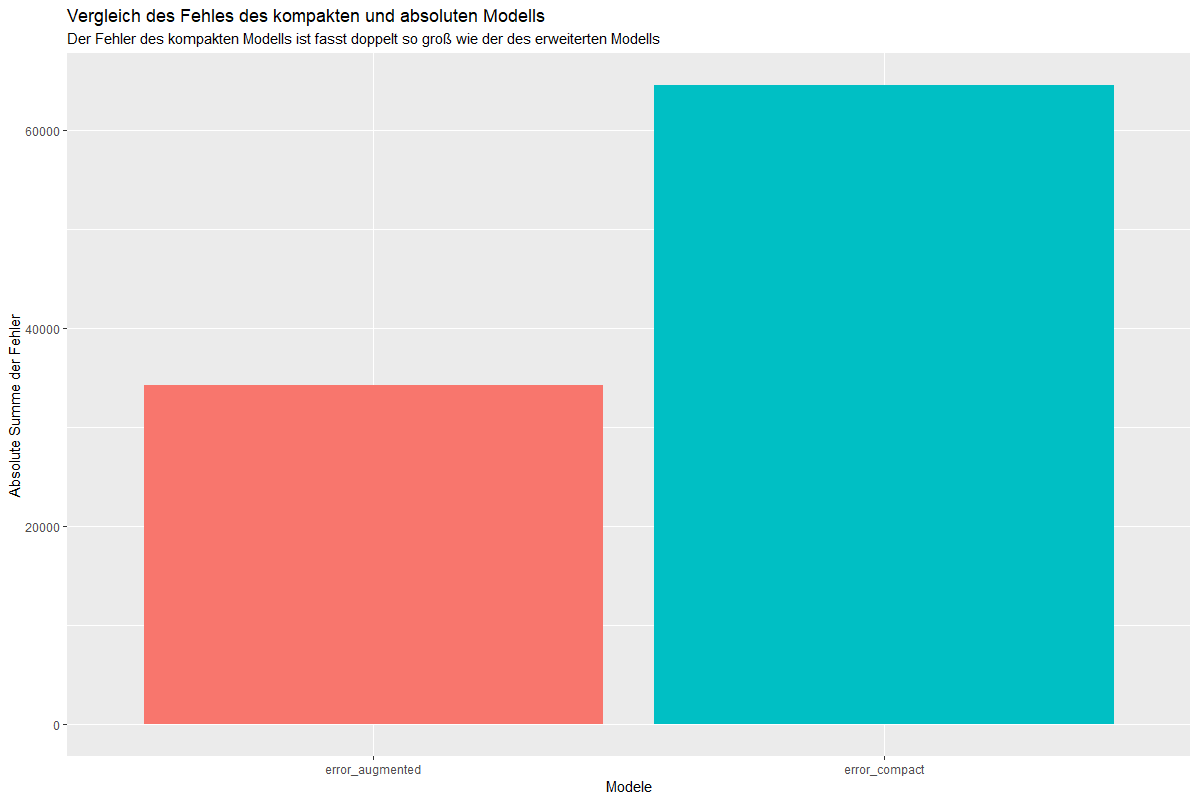 Vergleich des Fehles des kompakten und absoluten Modells
Der Fehler des kompakten Modells ist fasst doppelt so groß wie der des erweiterten Modells
Absolute Summe der Fehler
60000
40000
20000
0
error_augmented
error_compact
Modele